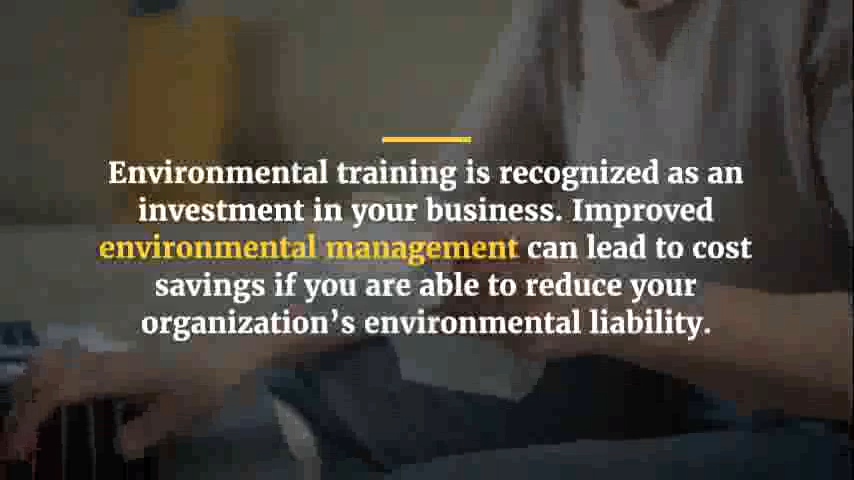 Environmental training is recognized as an
investment in your business. Improved
environmental management can lead to cost
savings if you are able to reduce your
organization’s environmental liability.